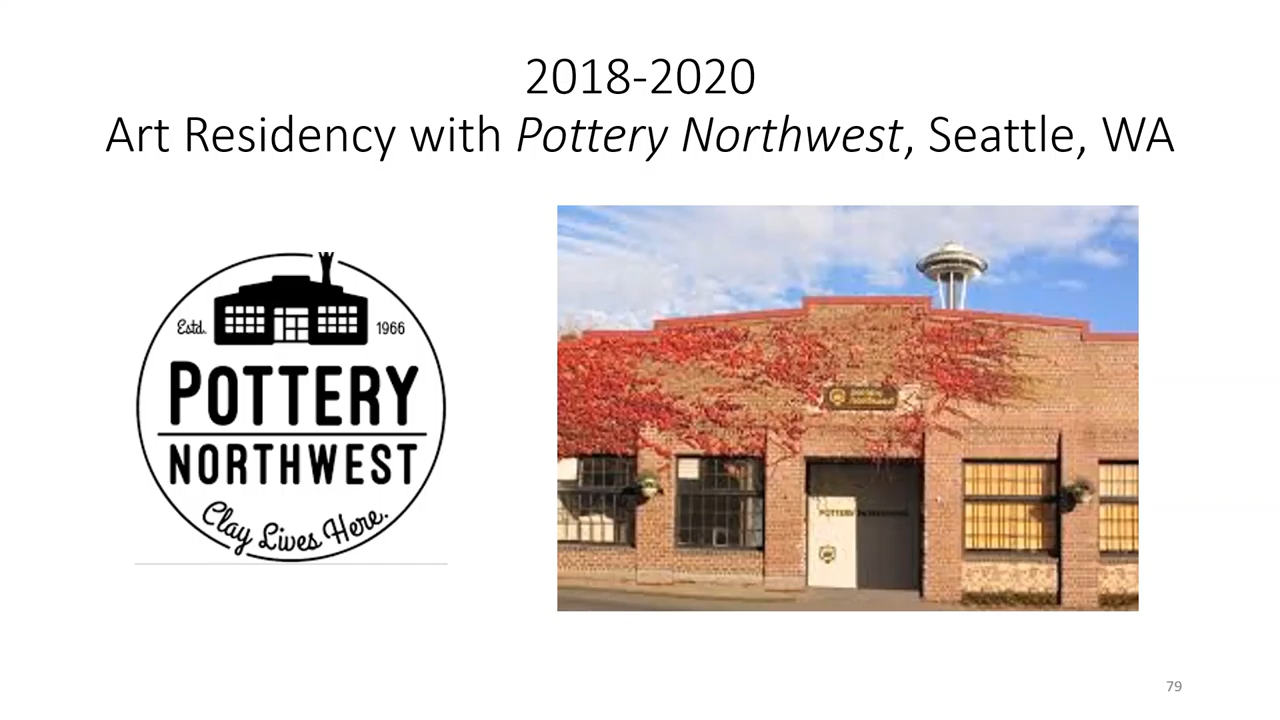 2018-2020
Art Residency with Pottery Northwest, Seattle, WA
Estd. 1966
POTTERY
NORTHWEST
Clay Lives Here.
79